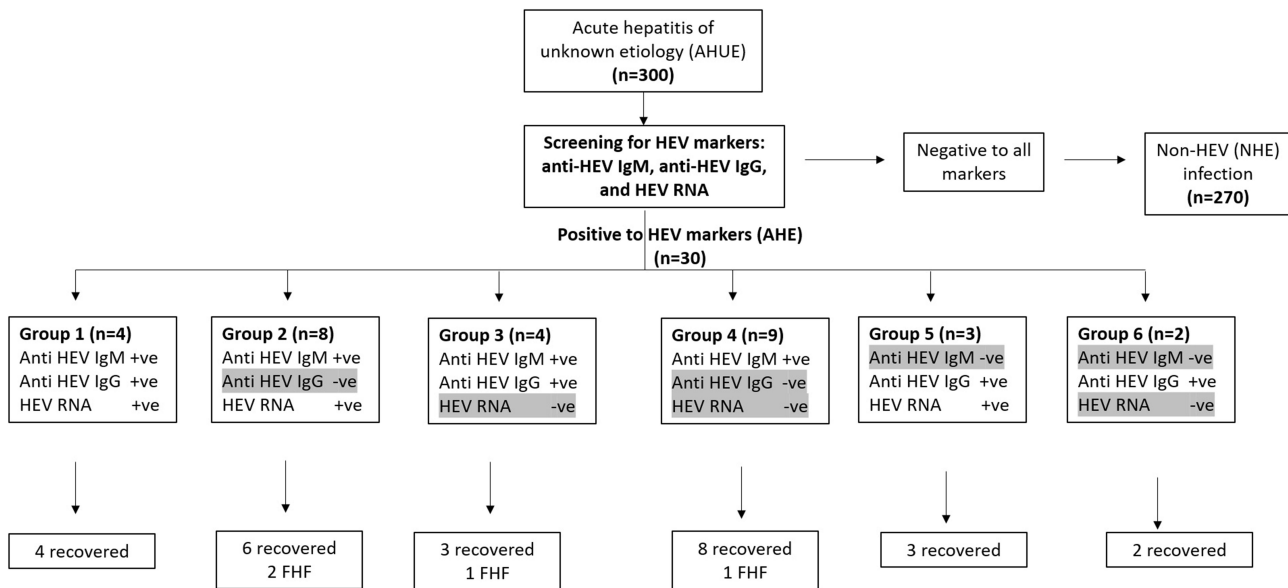 Acute hepatitis of
unknown etiology (AHUE)
(n=300)
Screening for HEV markers:
anti-HEV IgM, anti-HEV IgG,
and HEV RNA
Negative to all
markers
Non-HEV (NHE)
infection
(n=270)
Positive to HEV markers (AHE)
(n=30)
Group 1 (n=4)
Anti HEV IgM +ve
Anti HEV IgG +ve
HEV RNA +ve
Group 2 (n=8)
Anti HEV IgM +ve
Anti HEV IgG -ve
HEV RNA +ve
Group 3 (n=4)
Anti HEV IgM +ve
Anti HEV IgG +ve
HEV RNA -ve
Group 4 (n=9)
Anti HEV IgM +ve
Anti HEV IgG -ve
HEV RNA -ve
Group 5 (n=3)
Anti HEV IgM -ve
Anti HEV IgG +ve
HEV RNA +ve
Group 6 (n=2)
Anti HEV IgM -ve
Anti HEV IgG +ve
HEV RNA -ve
4 recovered
6 recovered
2 FHF
3 recovered
1 FHF
8 recovered
1 FHF
3 recovered
2 recovered